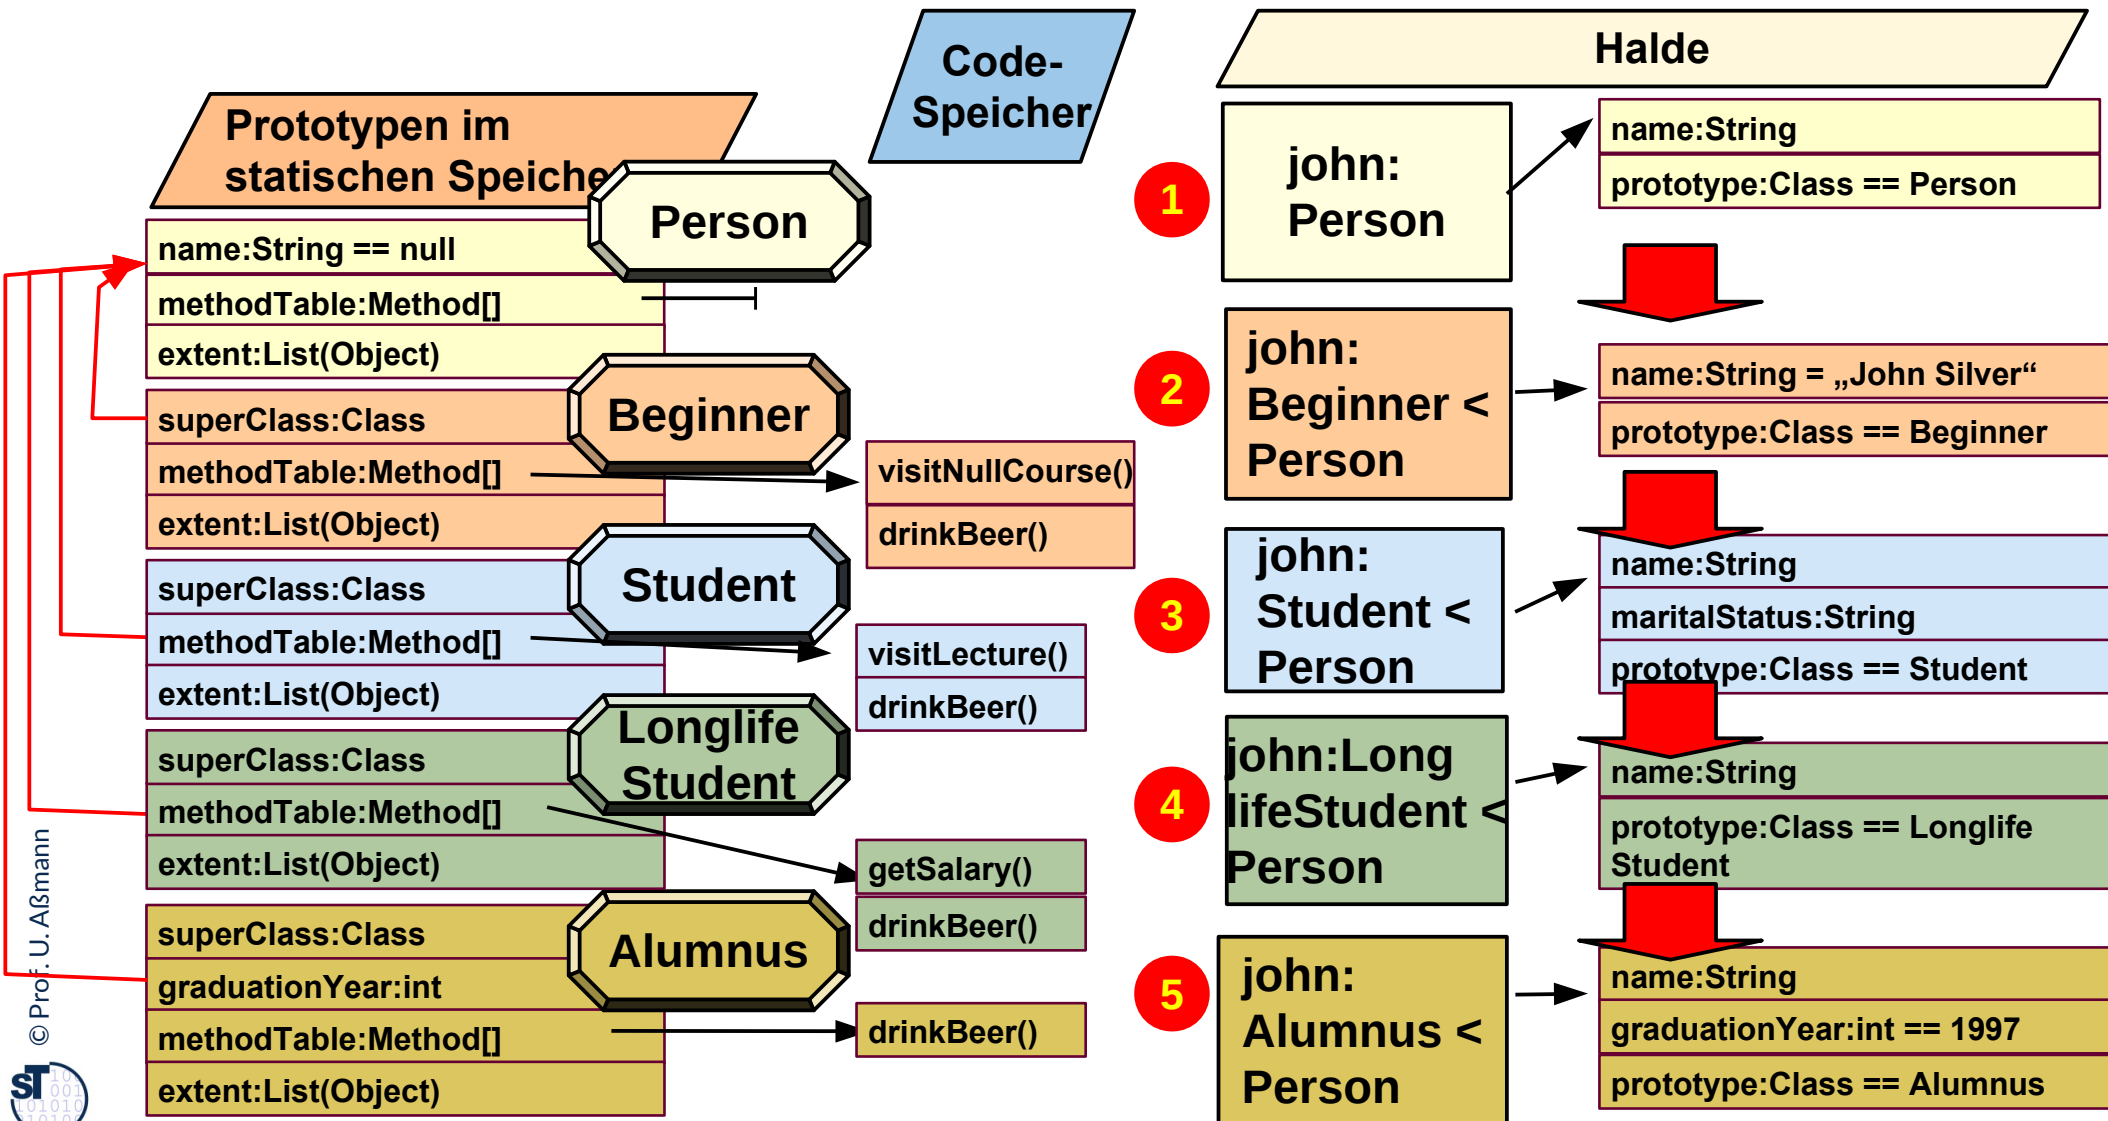 Prototypen im
statischen Speiche
Code-
Speicher
Halde
Person
name:String == null
methodTable:Method[]
extent:List(Object)
Beginner
superClass:Class
methodTable:Method[]
extent:List(Object)
visitNullCourse()
drinkBeer()
Student
superClass:Class
methodTable:Method[]
extent:List(Object)
visitLecture()
drinkBeer()
Longlife
Student
superClass:Class
methodTable:Method[]
extent:List(Object)
getSalary()
drinkBeer()
Alumnus
superClass:Class
graduationYear:int
methodTable:Method[]
extent:List(Object)
drinkBeer()
1
john:
Person
name:String
prototype:Class == Person
2
john:
Beginner <
Person
name:String = „John Silver“
prototype:Class == Beginner
3
john:
Student <
Person
name:String
maritalStatus:String
prototype:Class == Student
4
john:Long
lifeStudent <
Person
name:String
prototype:Class == Longlife
Student
5
john:
Alumnus <
Person
name:String
graduationYear:int == 1997
prototype:Class == Alumnus
© Prof. U. Aßmann
ST